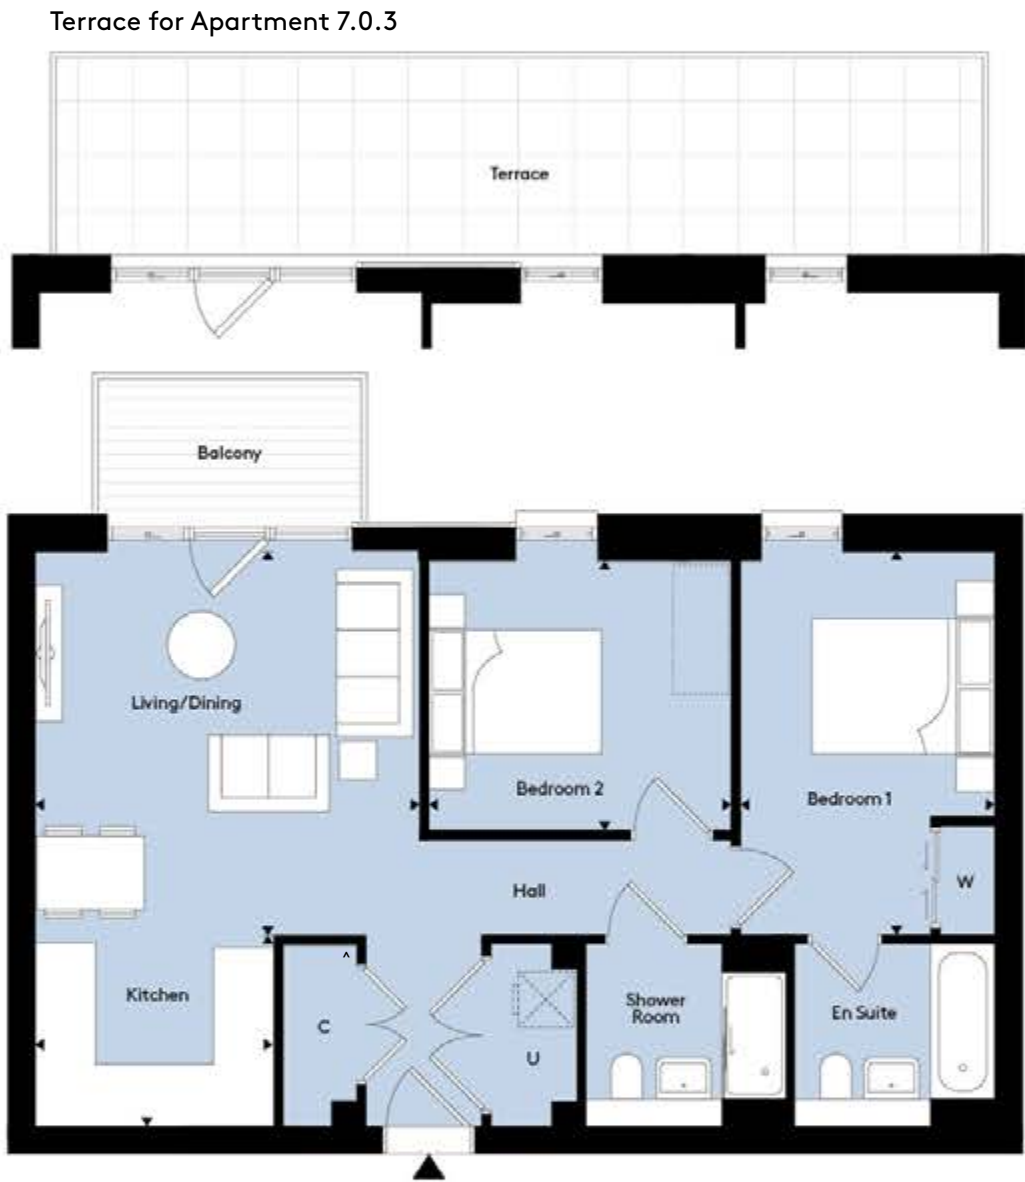 Terrace for Apartment 7.0.3
Terrace
Balcony
Living/Dining
Bedroom 2
Bedroom 1
Hall
W
Kitchen
C
U
Shower
Room
En Suite